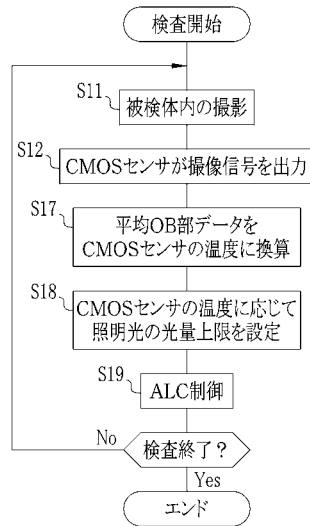 検査開始
S11
被検体内の撮影
S12
CMOSセンサが撮像信号を出力
S17
平均OB部データを
CMOSセンサの温度に換算
S18
CMOSセンサの温度に応じて
照明光の光量上限を設定
S19
ALC制御
No
検査終了?
Yes
エンド